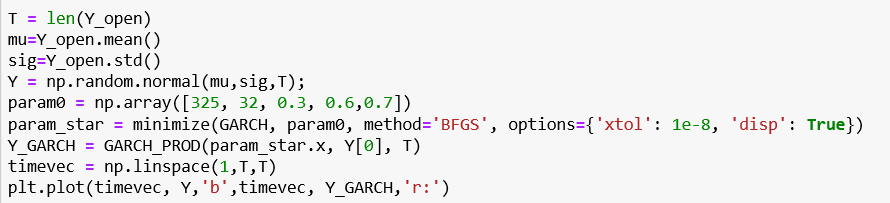 T = len(Y_open)
mu=Y_open.mean()
sig=Y_open.std()
Y = np.random.normal(mu,sig,T);
param0 = np.array([325, 32, 0.3, 0.6,0.7])
param_star = minimize(GARCH, param0, method='BFGS', options={'xtol': 1e-8, 'disp': True})
Y_GARCH = GARCH_PROD(param_star.x, Y[0], T)
timevec = np.linspace(1,T,T)
plt.plot(timevec, Y,'b',timevec, Y_GARCH,'r:')